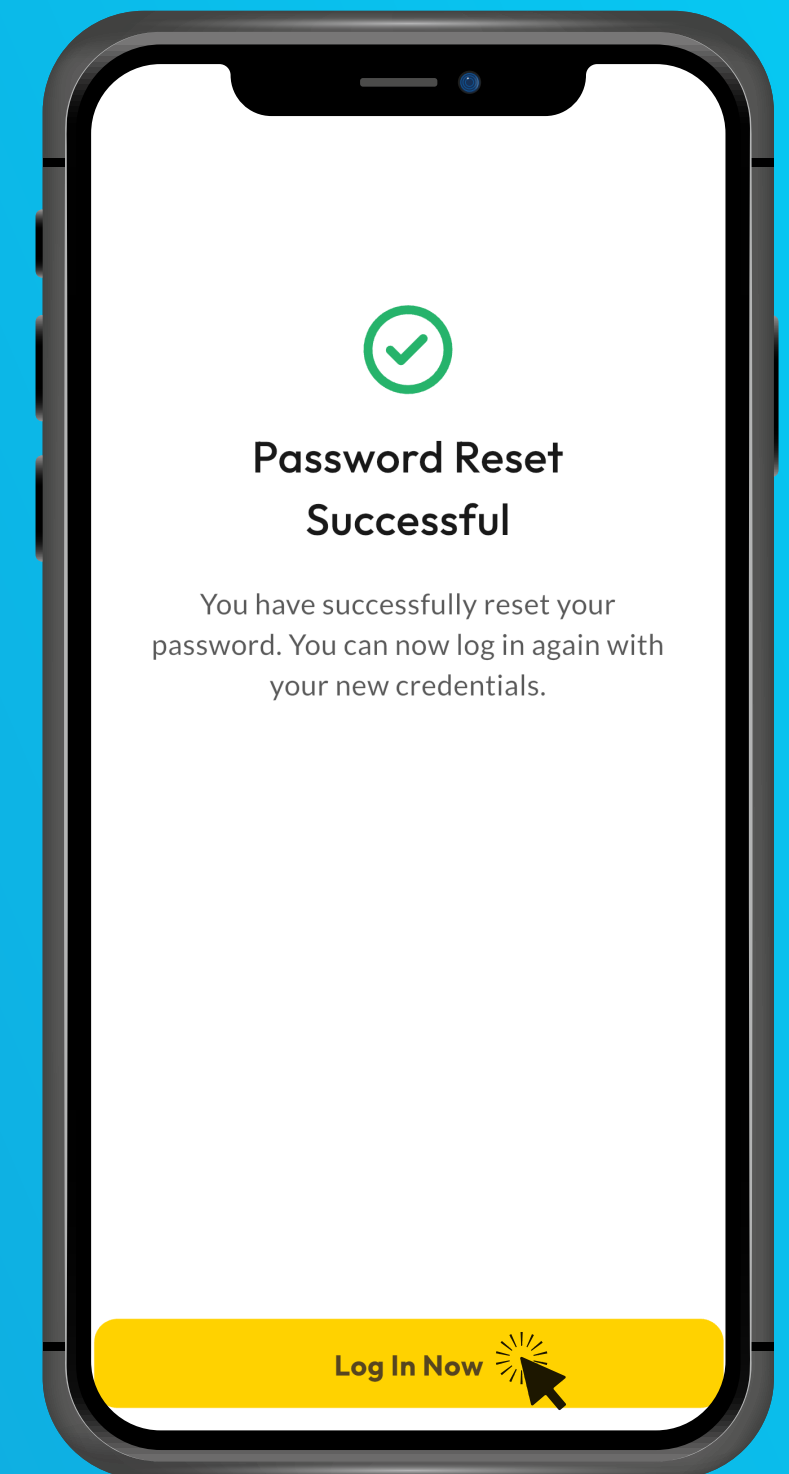 Password Reset
Successful
You have successfully reset your
password. You can now log in again with
your new credentials.
Log In Now